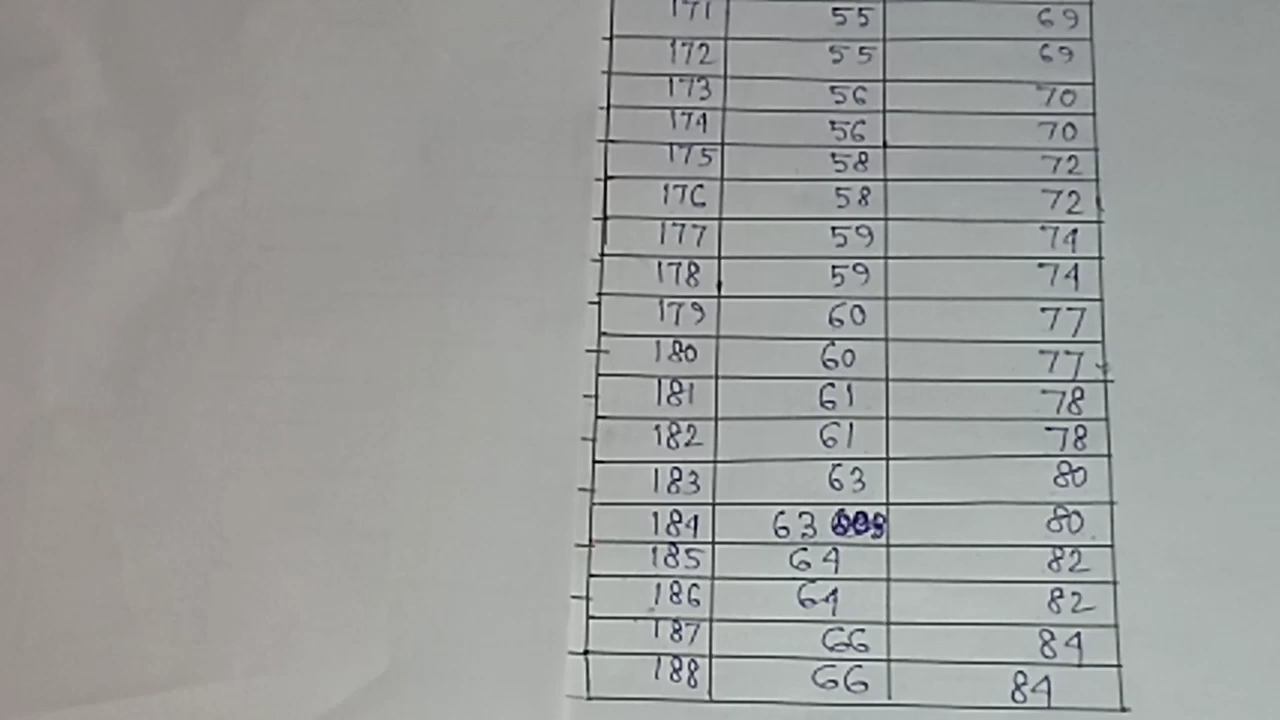 171 55 69
172 55 69
173 56 70
174 56 70
175 58 72
176 58 72
177 59 74
178 59 74
179 60 77
180 60 77
181 61 78
182 61 78
183 63 80
184 63 80
185 64 82
186 64 82
187 66 84
188 66 84